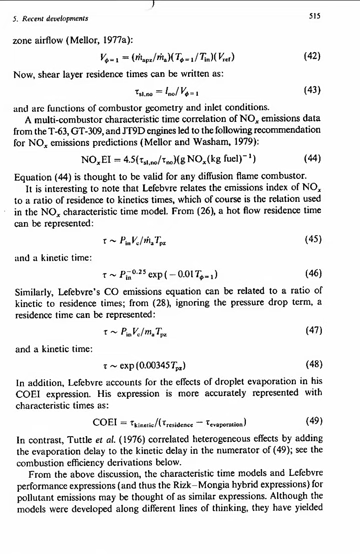 5. Recent developments 515
zone airflow (Mellor, 1977a):
V_{φ=1} = (ṁ_{apz}/ṁ_a)(T_{φ=1}/T_{in})(V_{ref}) (42)
Now, shear layer residence times can be written as:
τ_{sl,no} = l_{no}/V_{φ=1} (43)
and are functions of combustor geometry and inlet conditions.
A multi-combustor characteristic time correlation of NO_x emissions data
from the T-63, GT-309, and JT9D engines led to the following recommendation
for NO_x emissions predictions (Mellor and Washam, 1979):
NO_xEI = 4.5(τ_{sl,no}/τ_{no})(g NO_x(kg fuel)^{-1}) (44)
Equation (44) is thought to be valid for any diffusion flame combustor.
It is interesting to note that Lefebvre relates the emissions index of NO_x
to a ratio of residence to kinetics times, which of course is the relation used
in the NO_x characteristic time model. From (26), a hot flow residence time
can be represented:
τ ~ P_{in}V_c/ṁ_aT_{pz} (45)
and a kinetic time:
τ ~ P_{in}^{-0.25} exp(−0.01T_{φ=1}) (46)
Similarly, Lefebvre's CO emissions equation can be related to a ratio of
kinetic to residence times; from (28), ignoring the pressure drop term, a
residence time can be represented:
τ ~ P_{in}V_c/m_aT_{pz} (47)
and a kinetic time:
τ ~ exp(0.00345T_{pz}) (48)
In addition, Lefebvre accounts for the effects of droplet evaporation in his
COEI expression. His expression is more accurately represented with
characteristic times as:
COEI = τ_{kinetic}/(τ_{residence} − τ_{evaporation}) (49)
In contrast, Tuttle et al. (1976) correlated heterogeneous effects by adding
the evaporation delay to the kinetic delay in the numerator of (49); see the
combustion efficiency derivations below.
From the above discussion, the characteristic time models and Lefebvre
performance expressions (and thus the Rizk–Mongia hybrid expressions) for
pollutant emissions may be thought of as similar expressions. Although the
models were developed along different lines of thinking, they have yielded